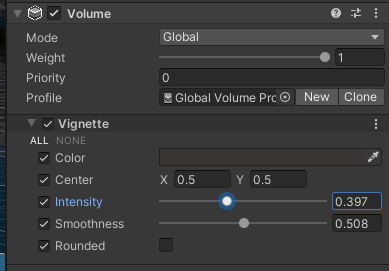 Volume
Mode Global
Weight 1
Priority 0
Profile Global Volume Pro New Clone
Vignette
ALL NONE
Color
Center X 0.5 Y 0.5
Intensity 0.397
Smoothness 0.508
Rounded